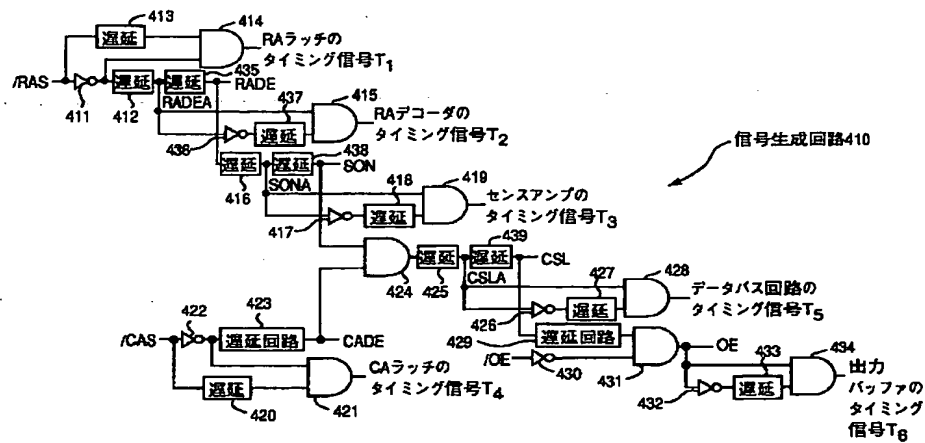 413
414
遅延
RAラッチの
タイミング信号T1
435
/RAS
遅延
遅延
RADE
437
415
411
412
RADEA
RAデコーダの
タイミング信号T2
遅延
436
438
信号生成回路410
遅延
遅延
SON
418
419
416
SONA
センスアンプの
タイミング信号T3
遅延
417
439
遅延
遅延
CSL
427
428
424
425
CSLA
データバス回路の
タイミング信号T5
422
423
426
遅延
/CAS
遅延回路
CADE
429
遅延回路
OE
433
434
/OE
CAラッチの
タイミング信号T4
430
431
出力
バッファの
タイミング
信号T6
遅延
420
421
432
遅延